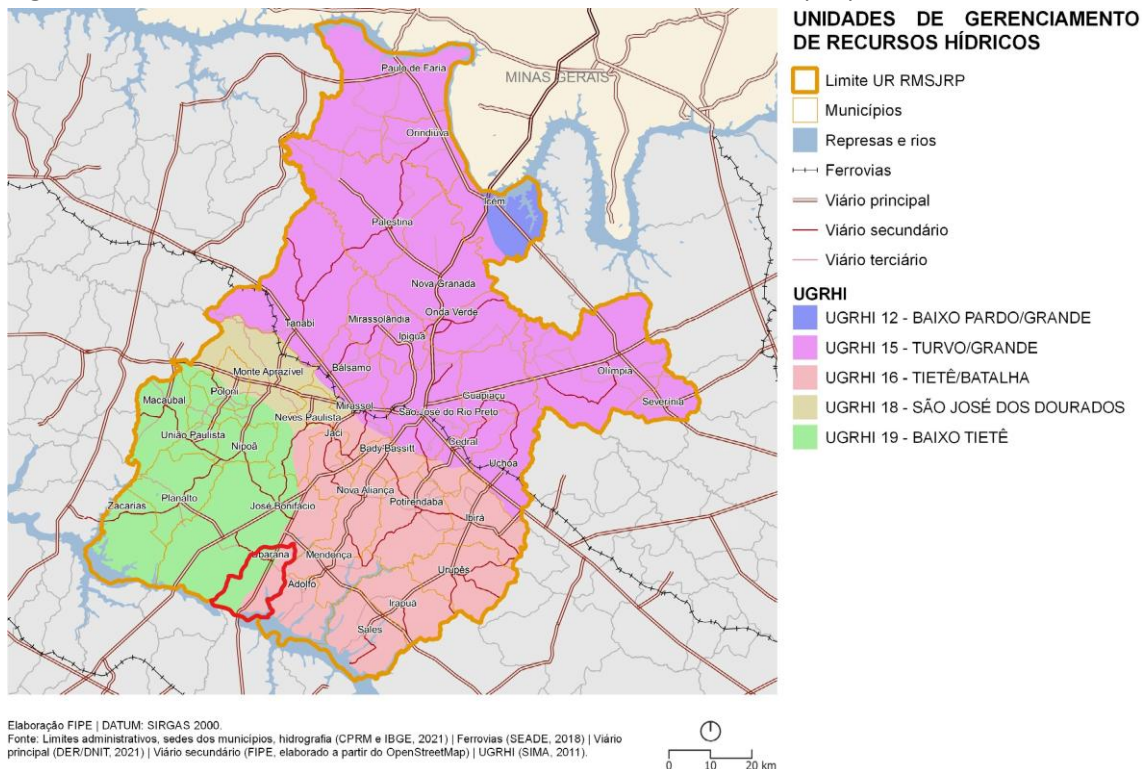 MINAS GERAIS
Paulo de Faria
Orindiúva
Icém
Palestina
Nova Granada
Onda Verde
Mirassolândia
Ipiguá
Tanabi
Bálsamo
Olímpia
Severínia
Guapiaçu
Monte Aprazível
Macaubal
Poloni
Mirassol
São José do Rio Preto
Neves Paulista
Jaci
Cedral
União Paulista
Nipoã
Bady Bassitt
Uchoa
Nova Aliança
Planalto
Potirendaba
Zacarias
José Bonifácio
Ibirá
Ubarana
Mendonça
Adolfo
Urupês
Irapuã
Sales
UNIDADES DE GERENCIAMENTO
DE RECURSOS HÍDRICOS
Limite UR RMSJRP
Municípios
Represas e rios
Ferrovias
Viário principal
Viário secundário
Viário terciário
UGRHI
UGRHI 12 - BAIXO PARDO/GRANDE
UGRHI 15 - TURVO/GRANDE
UGRHI 16 - TIETÊ/BATALHA
UGRHI 18 - SÃO JOSÉ DOS DOURADOS
UGRHI 19 - BAIXO TIETÊ
Elaboração FIPE | DATUM: SIRGAS 2000.
Fonte: Limites administrativos, sedes dos municípios, hidrografia (CPRM e IBGE, 2021) | Ferrovias (SEADE, 2018) | Viário
principal (DER/DNIT, 2021) | Viário secundário (FIPE, elaborado a partir do OpenStreetMap) | UGRHI (SIMA, 2011).
0 10 20 km